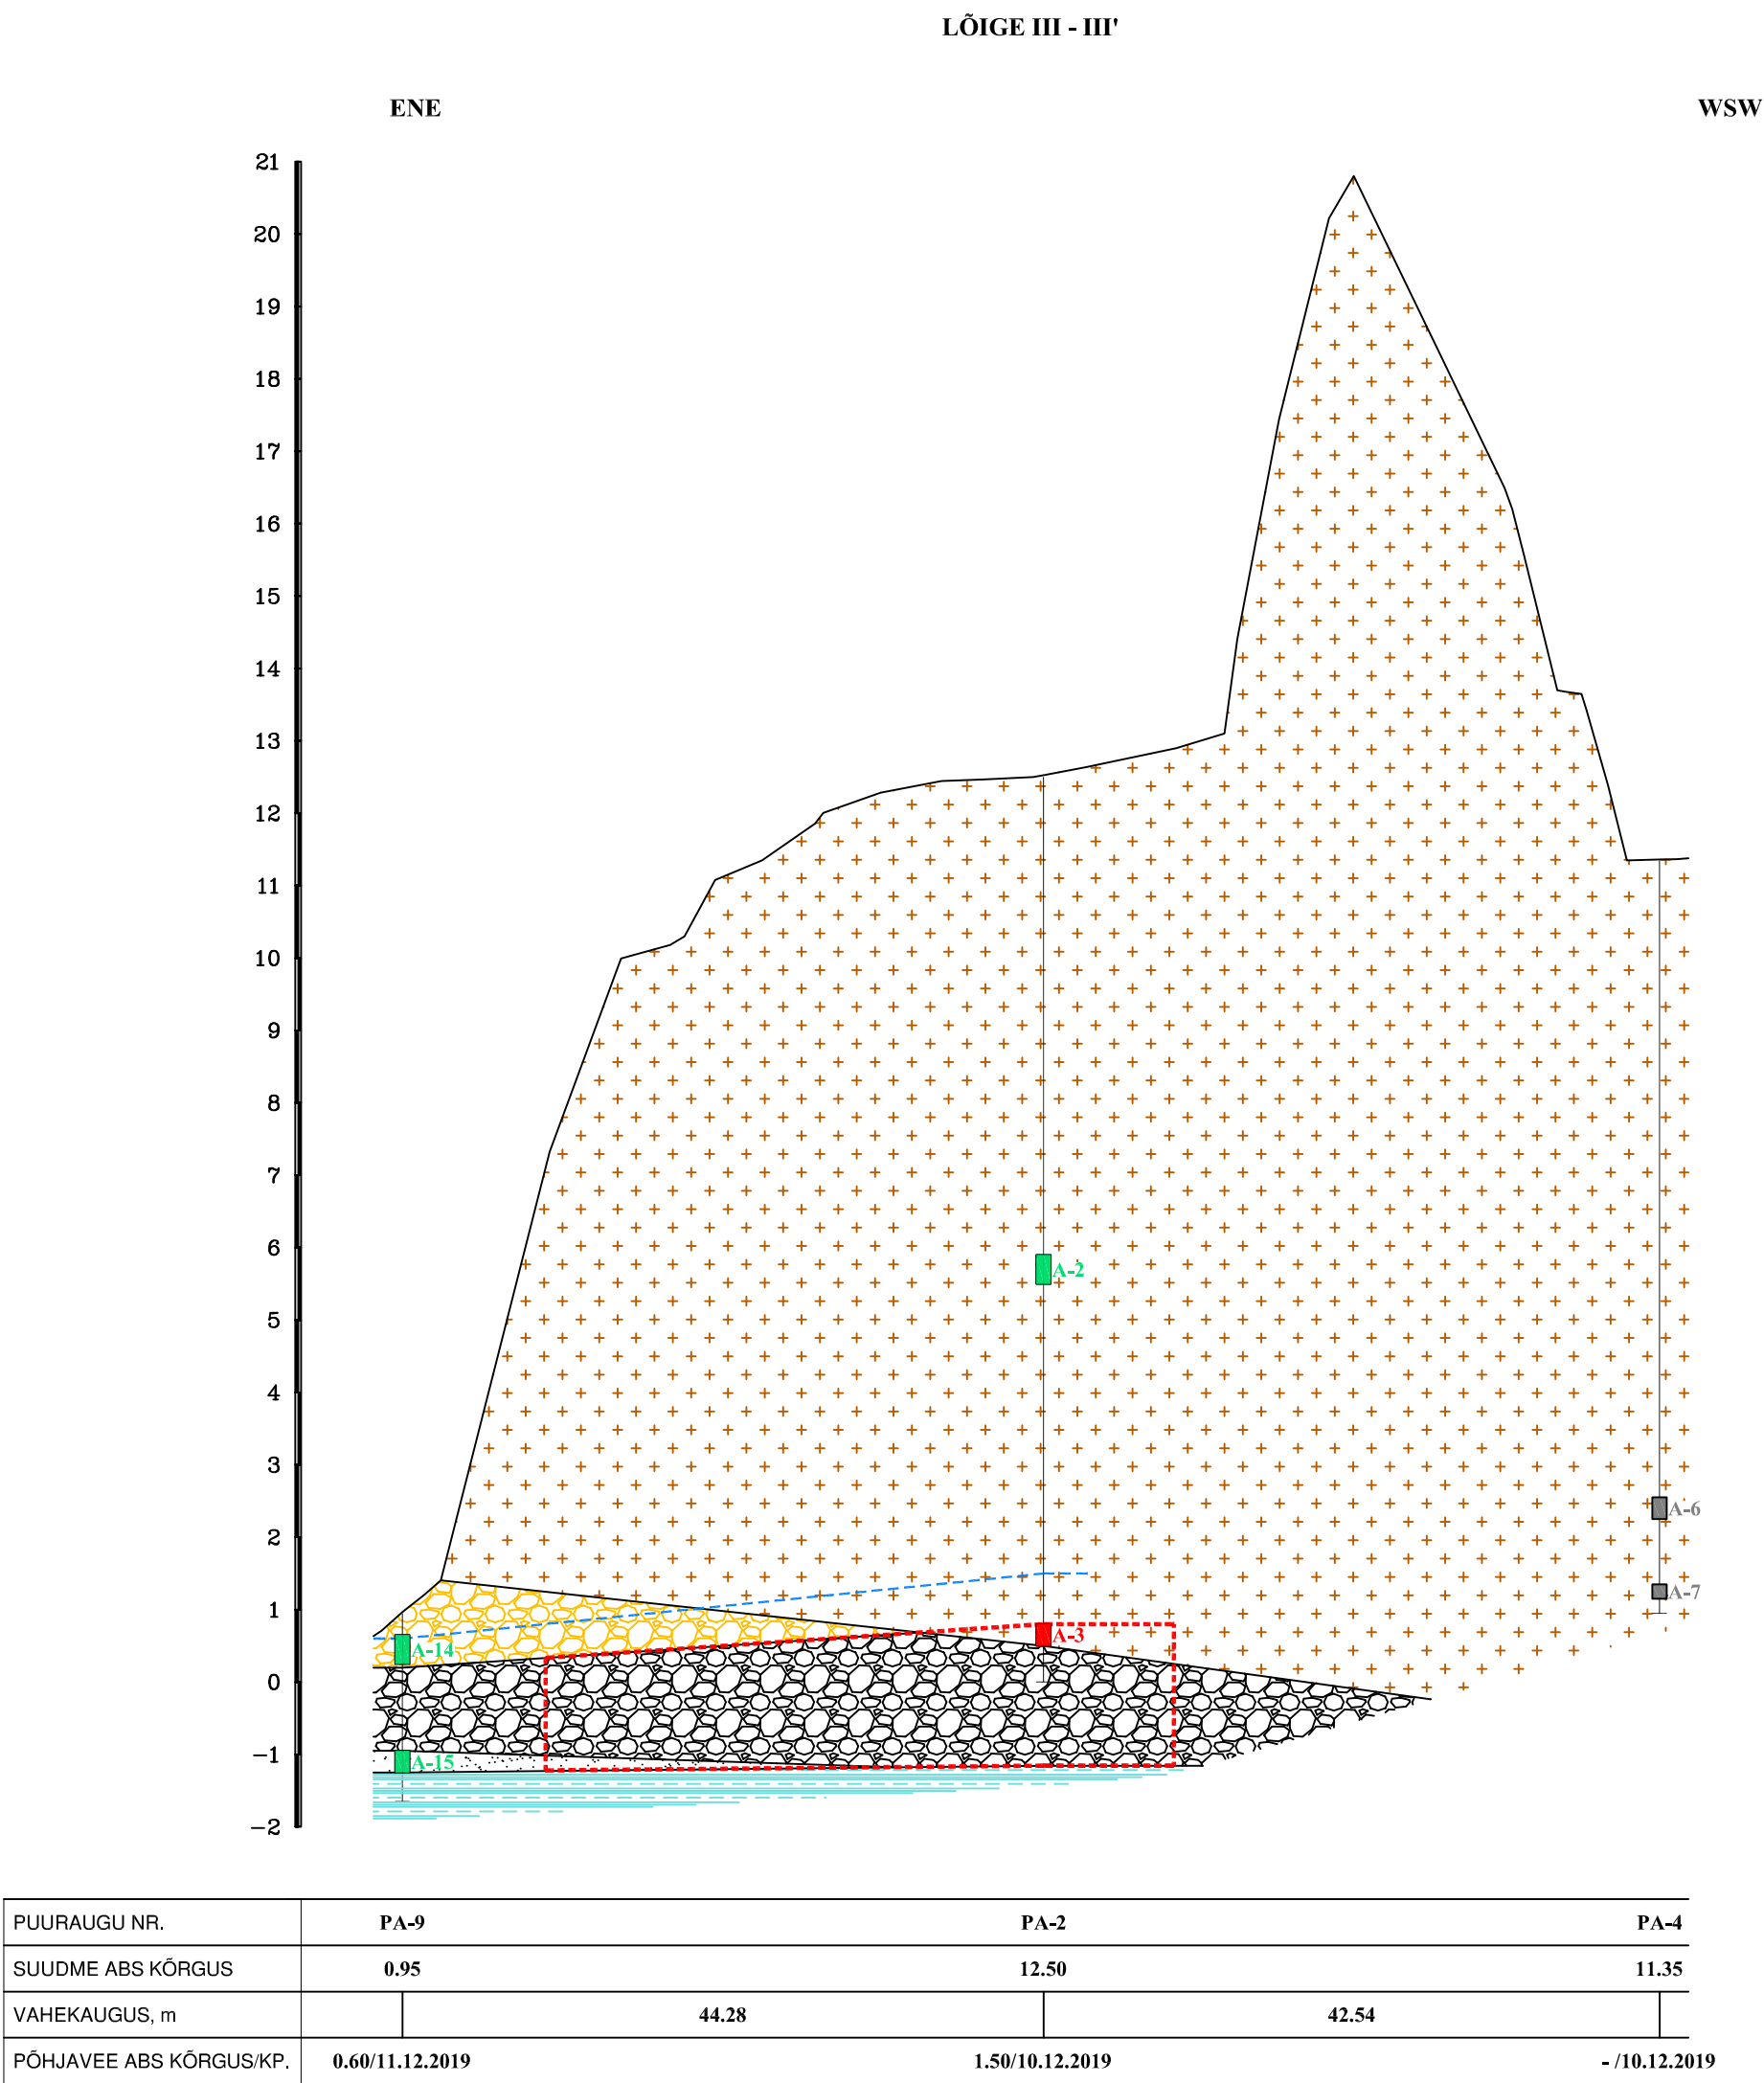 LÕIGE III - III'
ENE WSW
21
20
19
18
17
16
15
14
13
12
11
10
9
8
7
6
A-2
5
4
3
A-6
2
A-7
1
A-3
A-14
0
-1
A-15
-2
PUURAUGU NR. PA-9 PA-2 PA-4
SUUDME ABS KÕRGUS 0.95 12.50 11.35
VAHEKAUGUS, m 44.28 42.54
PÕHJAVEE ABS KÕRGUS/KP. 0.60/11.12.2019 1.50/10.12.2019 - /10.12.2019